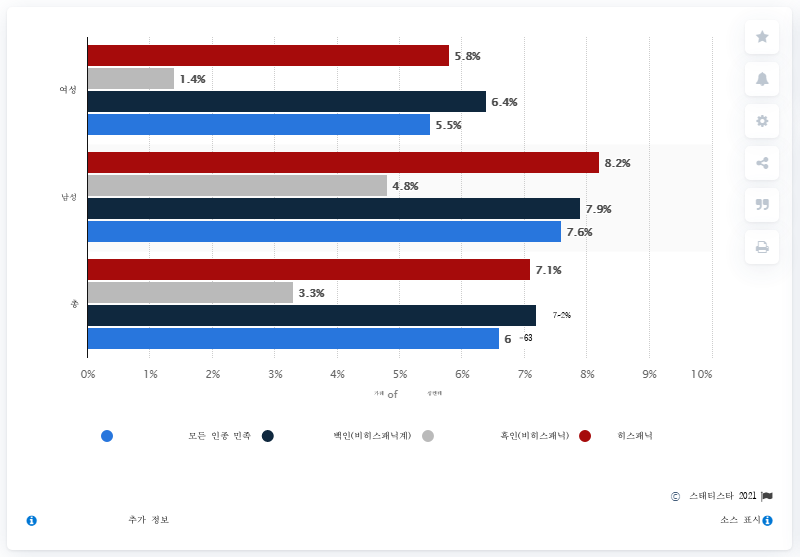 여성
5.8%
1.4%
6.4%
5.5%
남성
8.2%
4.8%
7.9%
7.6%
총
7.1%
3.3%
7-2%
6 -63
0% 1% 2% 3% 4% 5% 6% 7% 8% 9% 10%
of
모든 인종 민족 백인(비히스패닉계) 흑인(비히스패닉) 히스패닉
© 스태티스타 2021
추가 정보 소스 표시